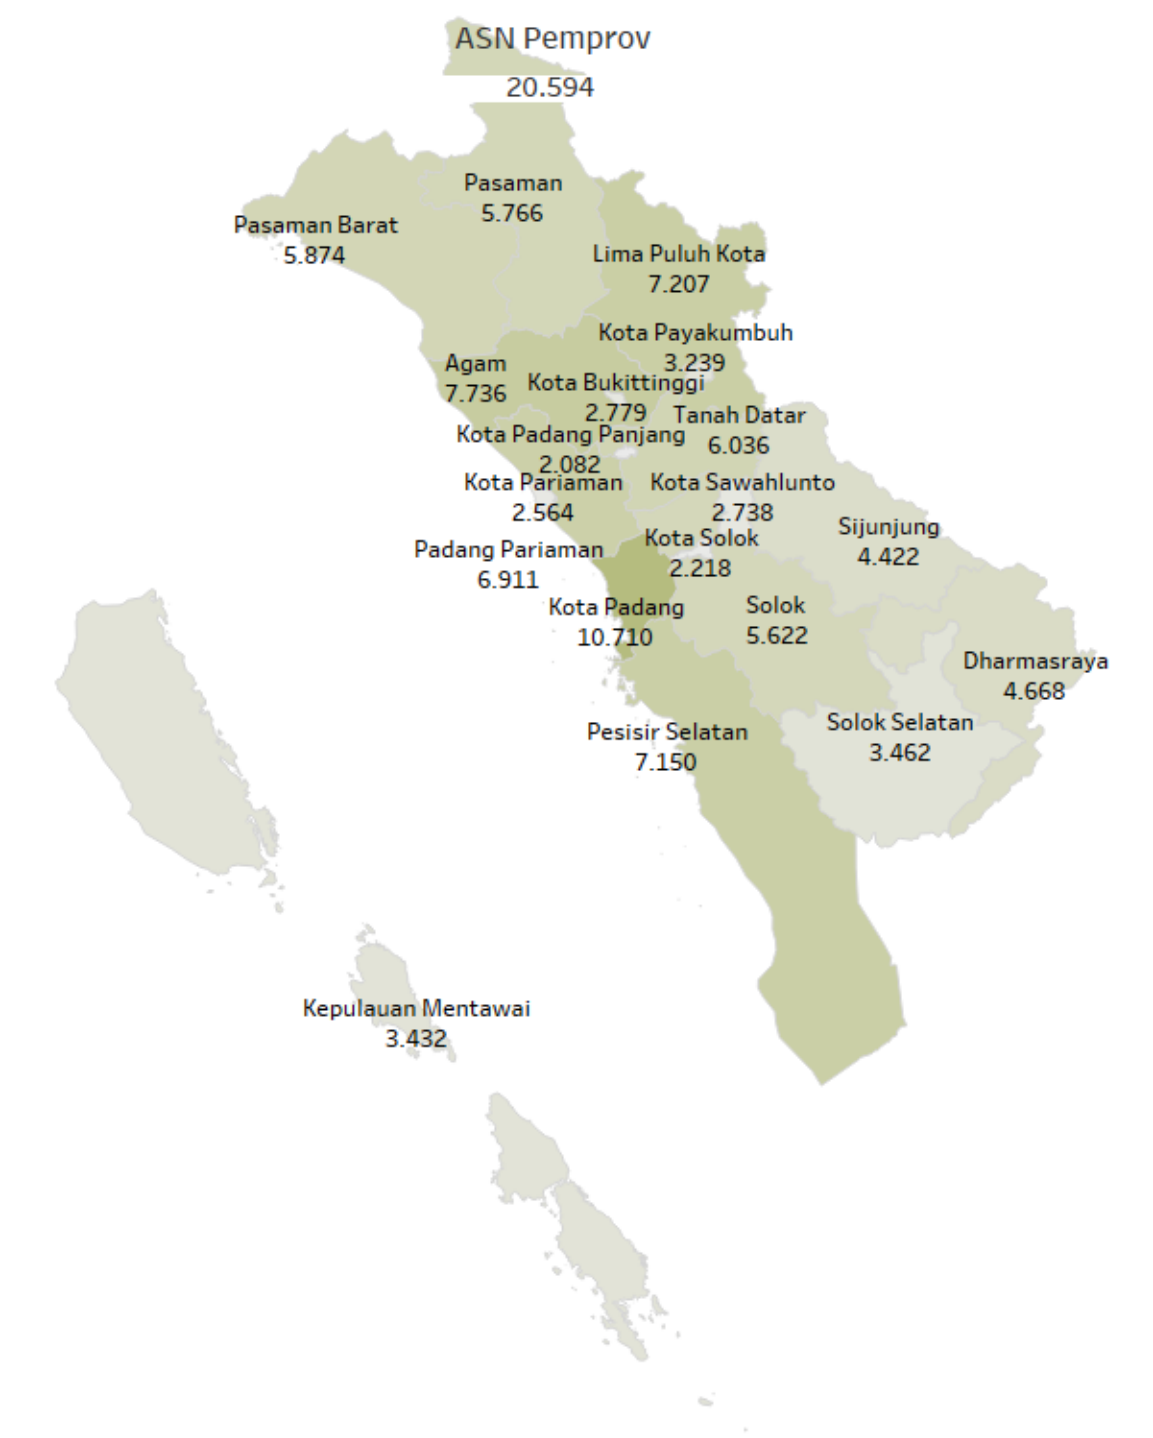 ASN Pemprov
20.594
Pasaman
5.766
Pasaman Barat
5.874
Lima Puluh Kota
7.207
Kota Payakumbuh
3.239
Agam
7.736
Kota Bukittinggi
2.779
Tanah Datar
6.036
Kota Padang Panjang
2.082
Kota Pariaman
2.564
Kota Sawahlunto
2.738
Sijunjung
4.422
Kota Solok
2.218
Padang Pariaman
6.911
Kota Padang
10.710
Solok
5.622
Dharmasraya
4.668
Solok Selatan
3.462
Pesisir Selatan
7.150
Kepulauan Mentawai
3.432